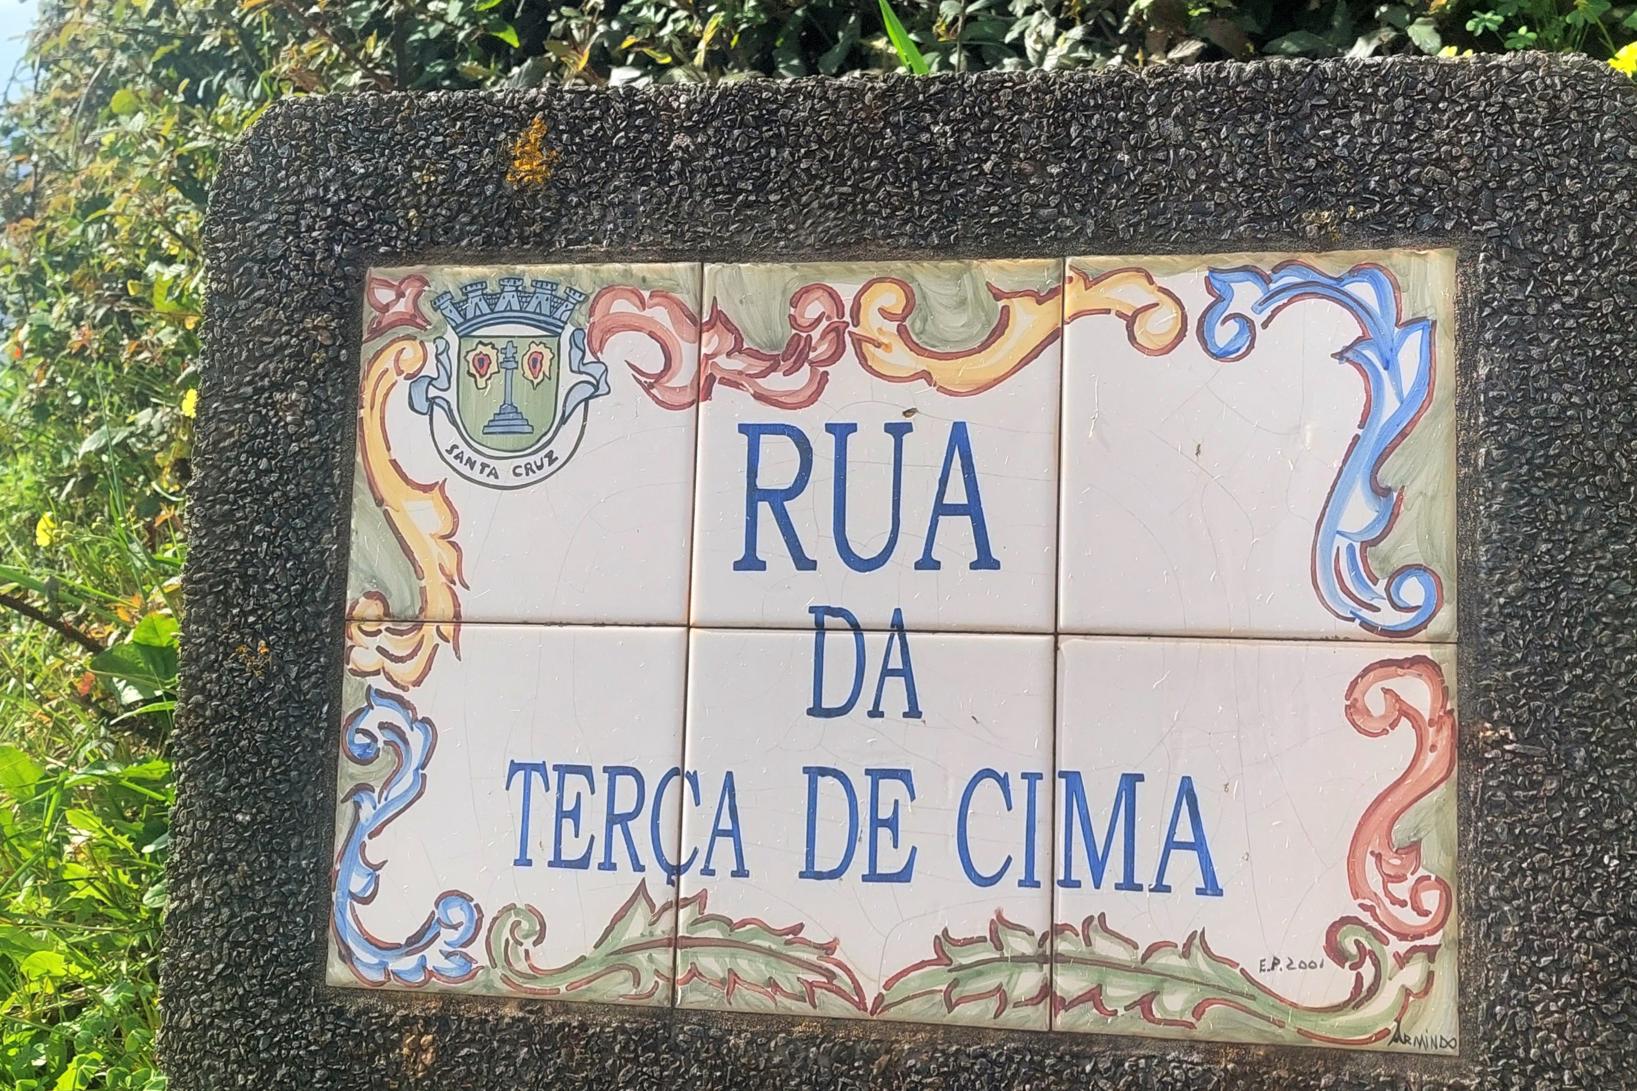 SANTA CRUZ
RUA
DA
TERÇA DE CIMA
E.P. 2001
ARMINDO